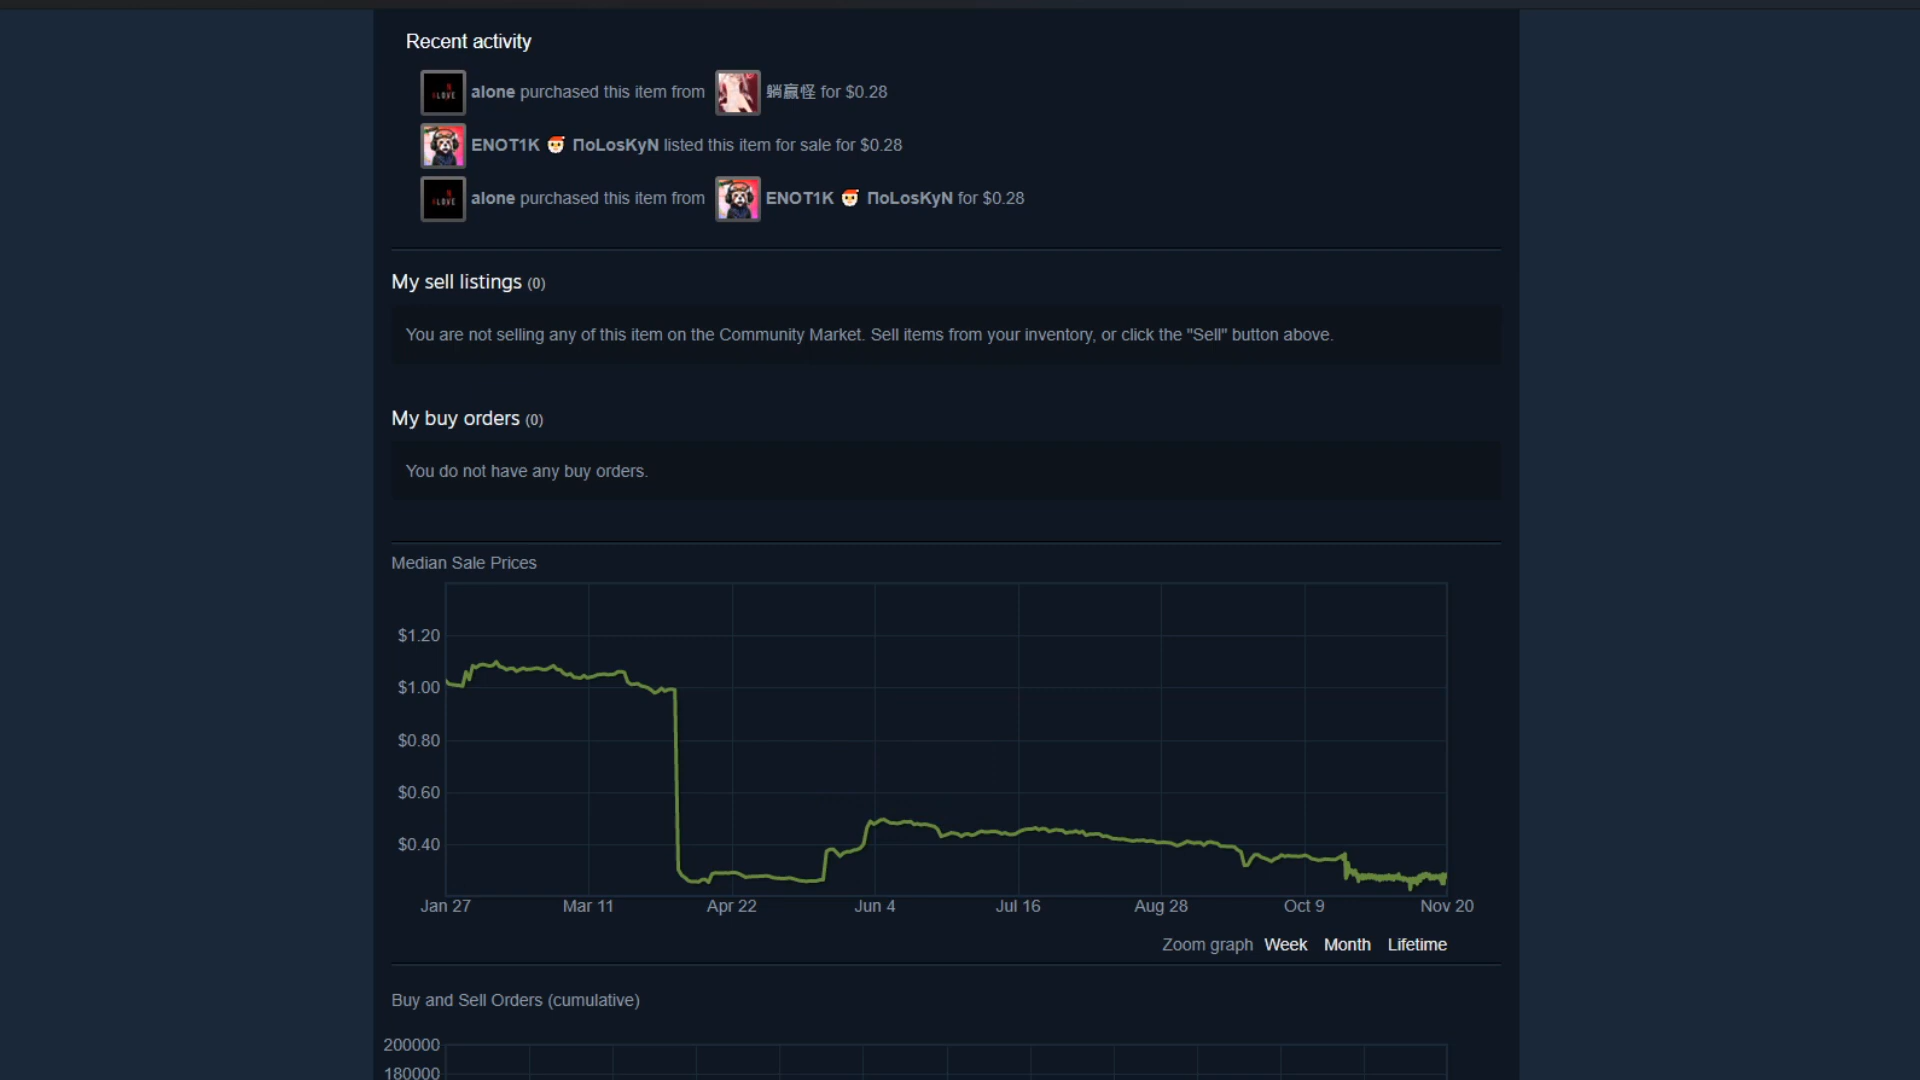 Recent activity
alone purchased this item from 躺赢怪 for $0.28
ENOT1K 🎅 ПoLosKyN listed this item for sale for $0.28
alone purchased this item from ENOT1K 🎅 ПoLosKyN for $0.28
My sell listings (0)
You are not selling any of this item on the Community Market. Sell items from your inventory, or click the "Sell" button above.
My buy orders (0)
You do not have any buy orders.
Median Sale Prices
$1.20
$1.00
$0.80
$0.60
$0.40
Jan 27 Mar 11 Apr 22 Jun 4 Jul 16 Aug 28 Oct 9 Nov 20
Zoom graph Week Month Lifetime
Buy and Sell Orders (cumulative)
200000
180000